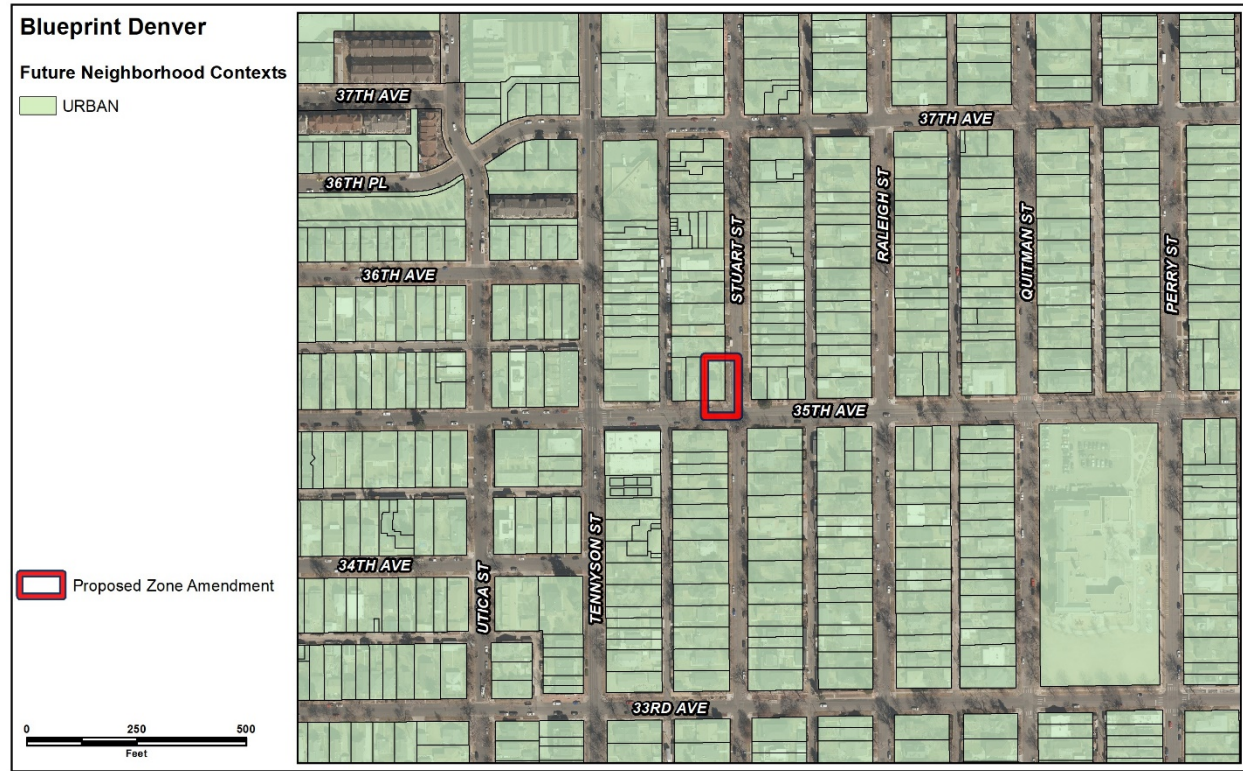 Blueprint Denver
Future Neighborhood Contexts
URBAN
37TH AVE
37TH AVE
36TH PL
STUART ST
RALEIGH ST
QUITMAN ST
PERRY ST
36TH AVE
35TH AVE
34TH AVE
UTICA ST
TENNYSON ST
Proposed Zone Amendment
33RD AVE
0 250 500
Feet